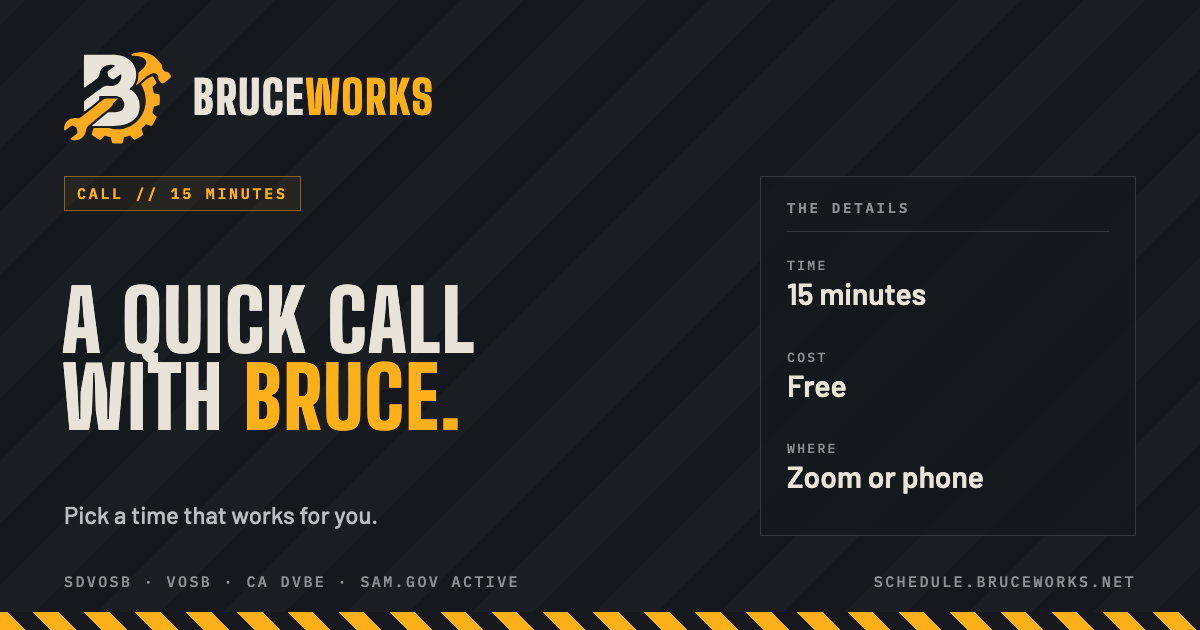 BRUCEWORKS
CALL // 15 MINUTES
A QUICK CALL
WITH BRUCE.
Pick a time that works for you.
THE DETAILS
TIME
15 minutes
COST
Free
WHERE
Zoom or phone
SDVOSB · VOSB · CA DVBE · SAM.GOV ACTIVE
SCHEDULE.BRUCEWORKS.NET